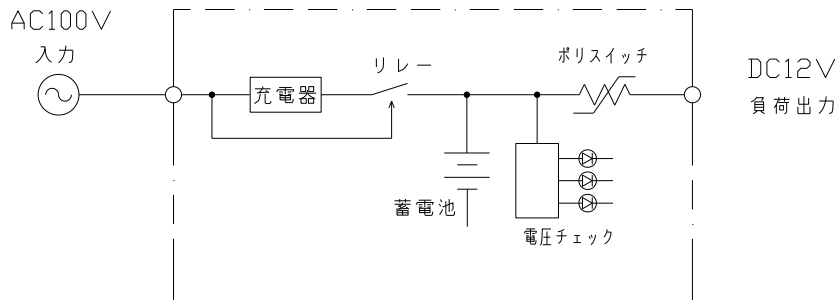 AC100V
入力
充電器
リレー
ポリスイッチ
DC12V
負荷出力
蓄電池
電圧チェック